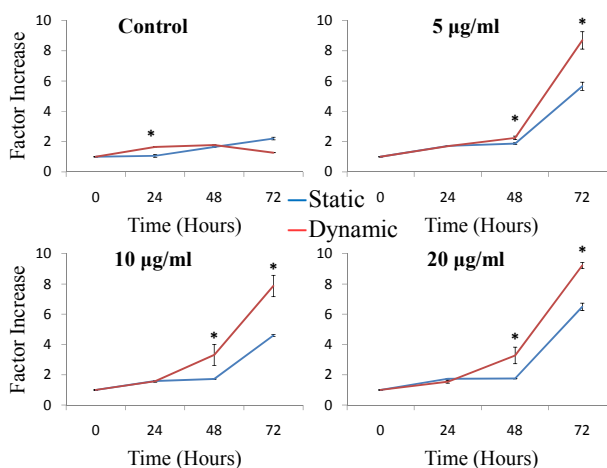 Control
5 µg/ml
Factor Increase
10
8
6
4
2
0
*
0 24 48 72
Time (Hours)
10
8
6
4
2
0
*
*
0 24 48 72
Time (Hours)
Static
Dynamic
10 µg/ml
20 µg/ml
Factor Increase
10
8
6
4
2
0
*
*
0 24 48 72
Time (Hours)
10
8
6
4
2
0
*
*
0 24 48 72
Time (Hours)